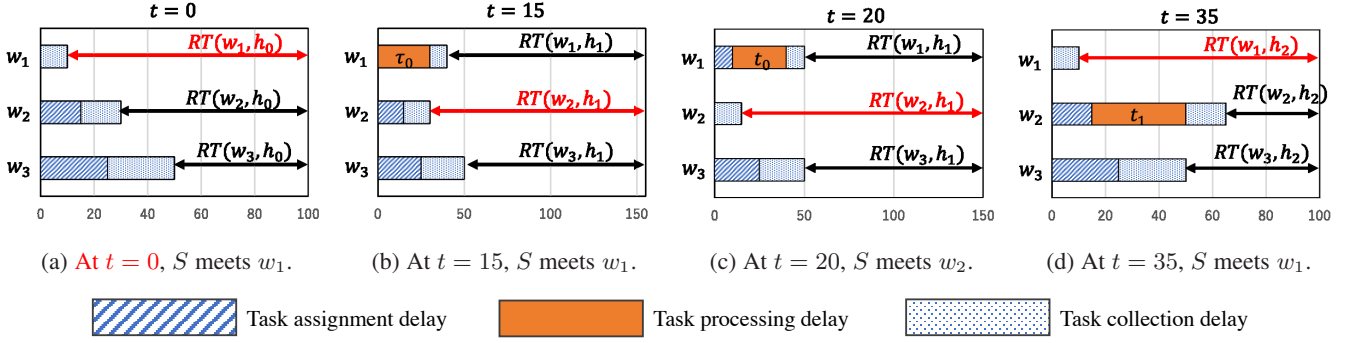 t = 0
w₁
RT(w₁, h₀)
w₂
RT(w₂, h₀)
w₃
RT(w₃, h₀)
0 20 40 60 80 100
(a) At t = 0, S meets w₁.
t = 15
w₁
τ₀
RT(w₁, h₁)
w₂
RT(w₂, h₁)
w₃
RT(w₃, h₁)
0 50 100 150
(b) At t = 15, S meets w₁.
t = 20
w₁
t₀
RT(w₁, h₁)
w₂
RT(w₂, h₁)
w₃
RT(w₃, h₁)
0 50 100 150
(c) At t = 20, S meets w₂.
t = 35
w₁
RT(w₁, h₂)
w₂
t₁
RT(w₂, h₂)
w₃
RT(w₃, h₂)
0 20 40 60 80 100
(d) At t = 35, S meets w₁.
Task assignment delay
Task processing delay
Task collection delay